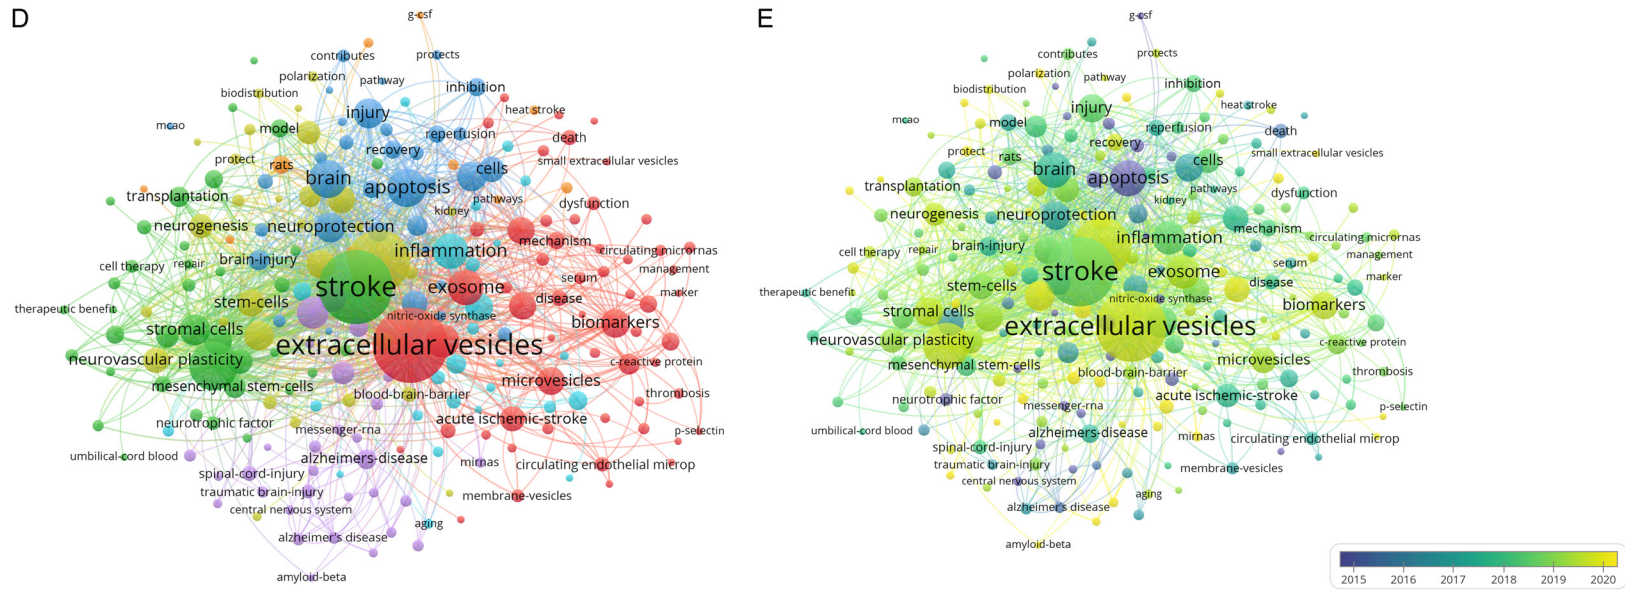 D
g-csf
contributes
protects
polarization
pathway
inhibition
biodistribution
injury
heat stroke
mcao
model
reperfusion
death
recovery
protect
rats
small extracellular vesicles
cells
brain
apoptosis
transplantation
pathways
dysfunction
kidney
neurogenesis
neuroprotection
mechanism
inflammation
circulating micrornas
brain-injury
cell therapy
repair
management
serum
stroke
exosome
marker
stem-cells
disease
therapeutic benefit
nitric-oxide synthase
stromal cells
biomarkers
extracellular vesicles
neurovascular plasticity
c-reactive protein
microvesicles
mesenchymal stem-cells
blood-brain-barrier
thrombosis
acute ischemic-stroke
neurotrophic factor
messenger-rna
p-selectin
umbilical-cord blood
alzheimers-disease
mirnas
circulating endothelial microp
spinal-cord-injury
traumatic brain-injury
membrane-vesicles
central nervous system
aging
alzheimer's disease
amyloid-beta
E
g-csf
contributes
protects
polarization
pathway
inhibition
biodistribution
injury
heat stroke
mcao
model
reperfusion
death
recovery
protect
rats
small extracellular vesicles
cells
brain
apoptosis
transplantation
pathways
dysfunction
kidney
neurogenesis
neuroprotection
mechanism
inflammation
circulating micrornas
brain-injury
cell therapy
repair
management
serum
stroke
exosome
marker
stem-cells
disease
therapeutic benefit
nitric-oxide synthase
stromal cells
biomarkers
extracellular vesicles
neurovascular plasticity
c-reactive protein
microvesicles
mesenchymal stem-cells
blood-brain-barrier
thrombosis
acute ischemic-stroke
neurotrophic factor
messenger-rna
p-selectin
umbilical-cord blood
alzheimers-disease
mirnas
circulating endothelial microp
spinal-cord-injury
traumatic brain-injury
membrane-vesicles
central nervous system
aging
alzheimer's disease
amyloid-beta
2015 2016 2017 2018 2019 2020